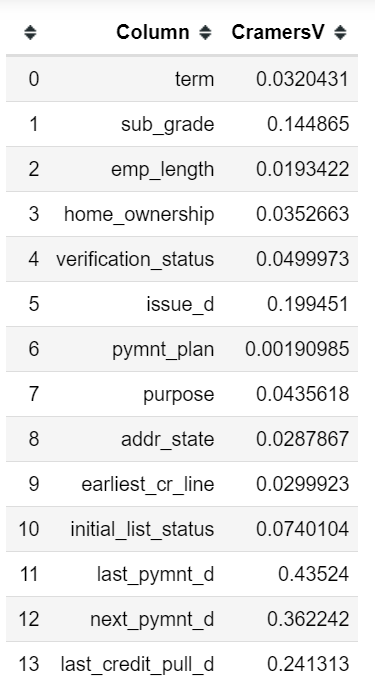 Column CramersV
0 term 0.0320431
1 sub_grade 0.144865
2 emp_length 0.0193422
3 home_ownership 0.0352663
4 verification_status 0.0499973
5 issue_d 0.199451
6 pymnt_plan 0.00190985
7 purpose 0.0435618
8 addr_state 0.0287867
9 earliest_cr_line 0.0299923
10 initial_list_status 0.0740104
11 last_pymnt_d 0.43524
12 next_pymnt_d 0.362242
13 last_credit_pull_d 0.241313